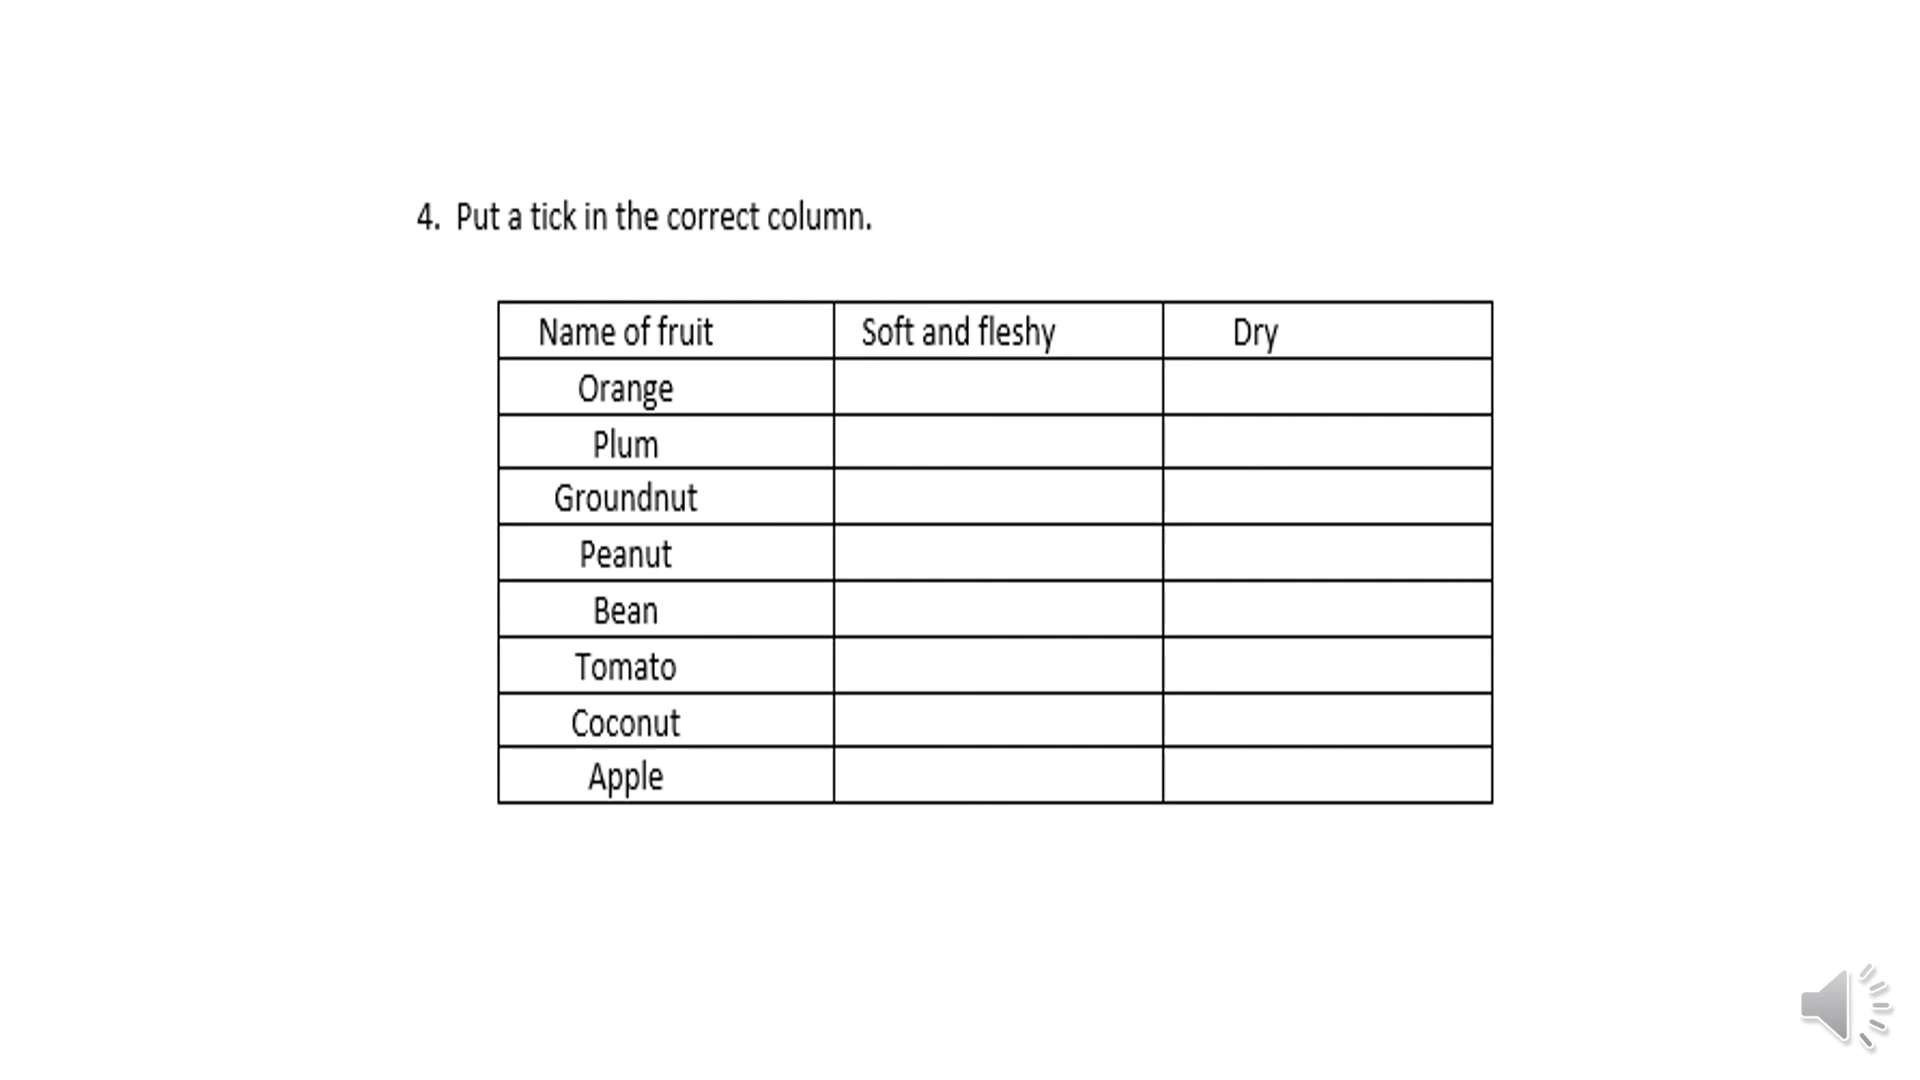 4. Put a tick in the correct column.
Name of fruit Soft and fleshy Dry
Orange
Plum
Groundnut
Peanut
Bean
Tomato
Coconut
Apple